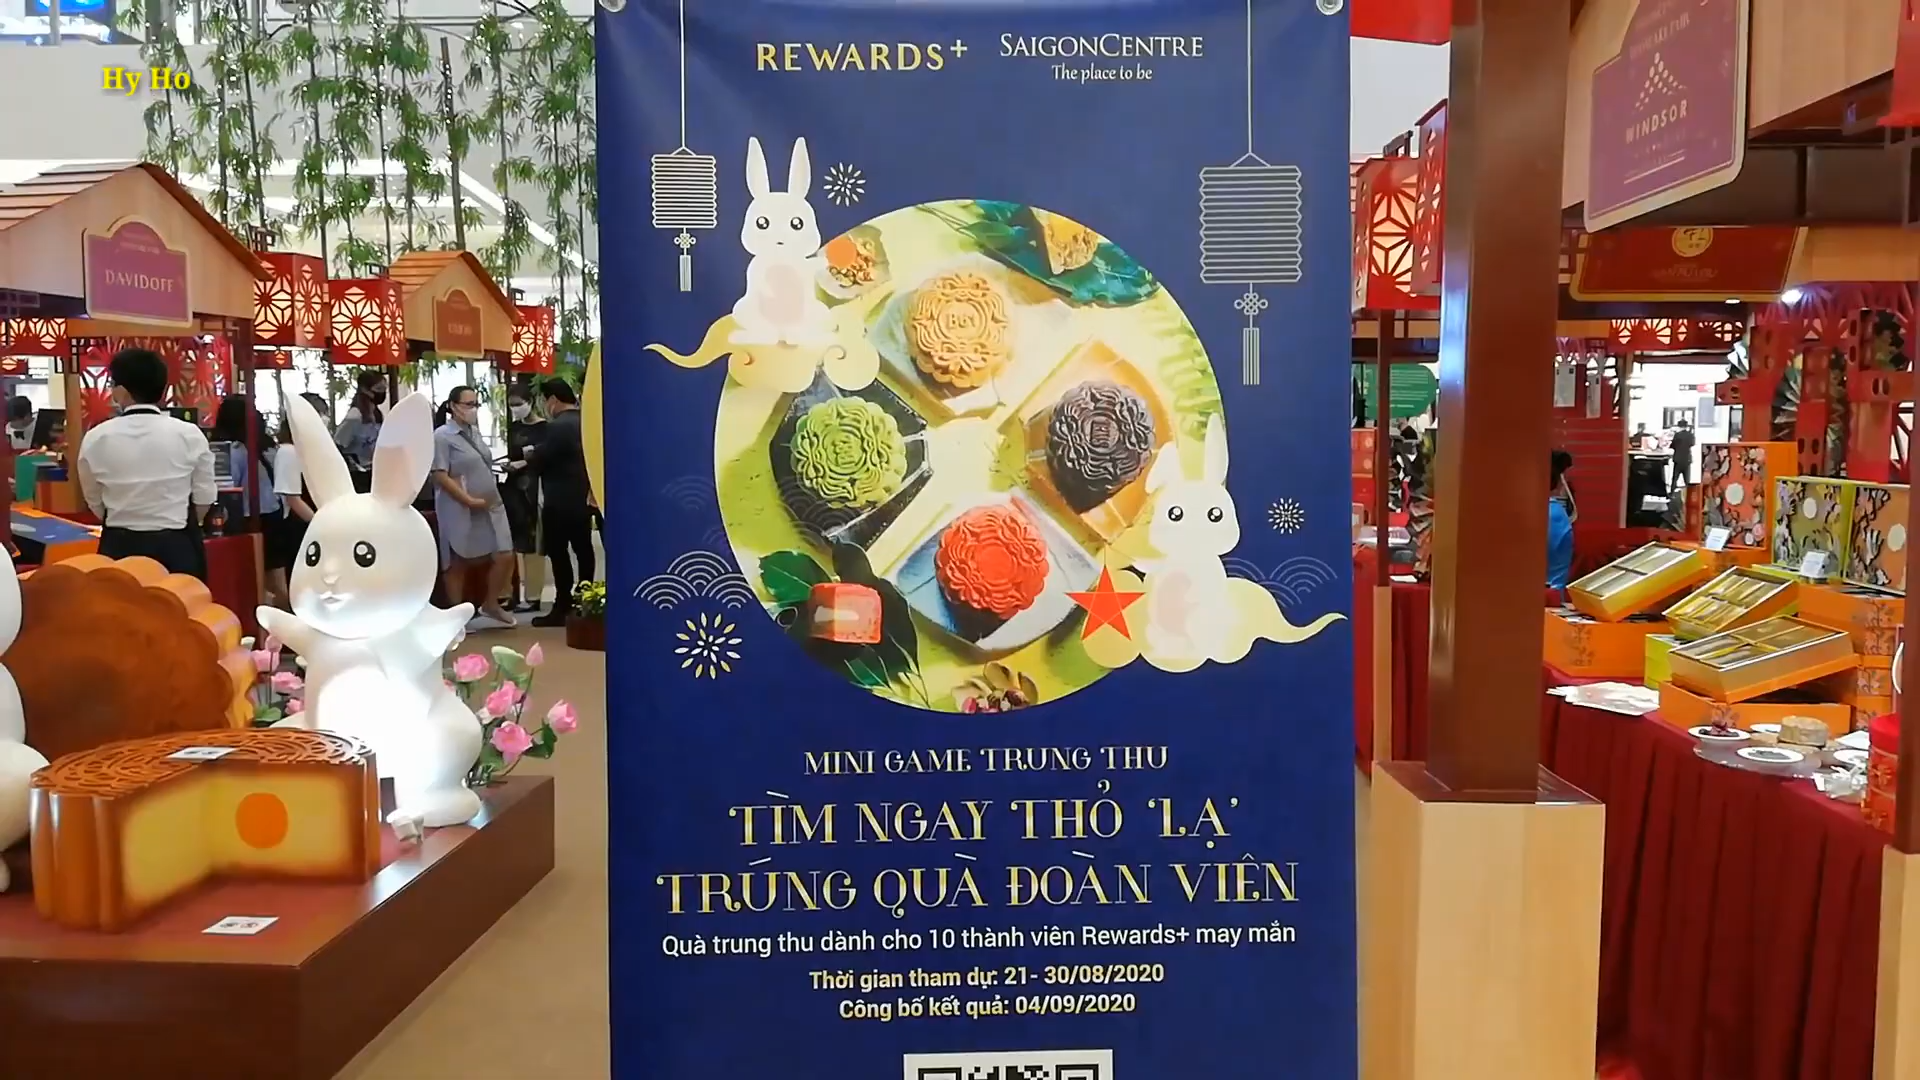 Hy Ho
REWARDS+
SAIGONCENTRE
The place to be
WINDSOR
DAVIDOFF
MINI GAME TRUNG THU
TÌM NGAY THỎ 'LẠ'
TRÚNG QUÀ ĐOÀN VIÊN
Quà trung thu dành cho 10 thành viên Rewards+ may mắn
Thời gian tham dự: 21- 30/08/2020
Công bố kết quả: 04/09/2020